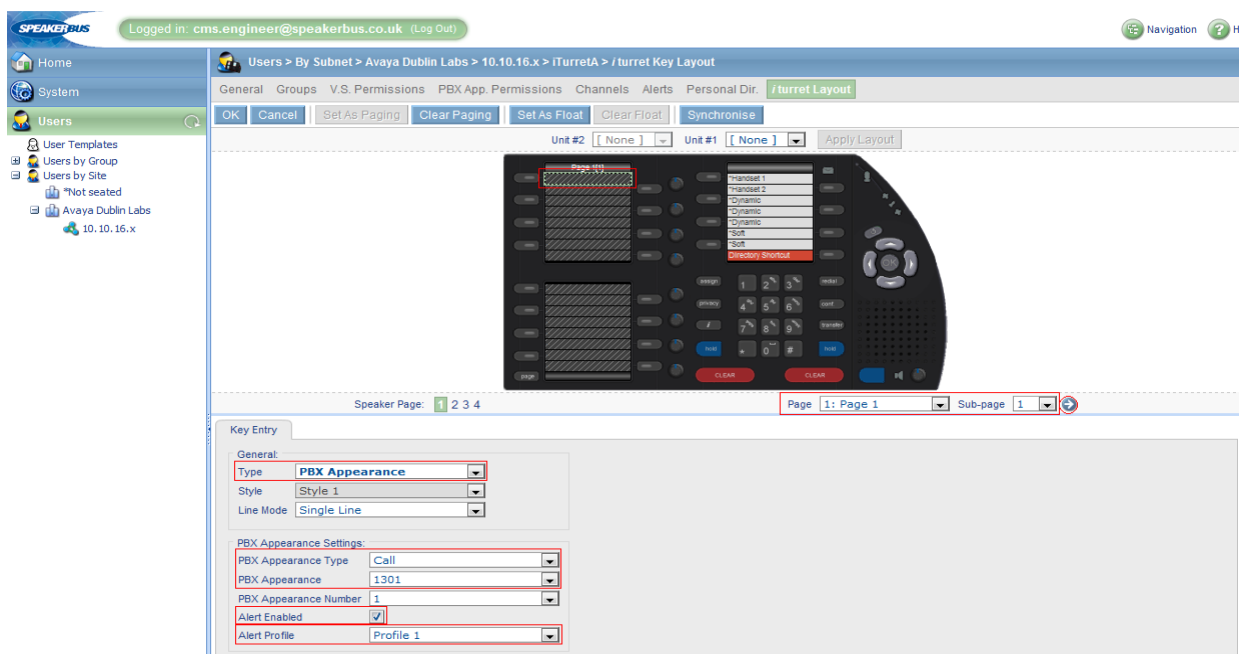 SPEAKERBUS
Logged in: cms.engineer@speakerbus.co.uk (Log Out)
Navigation
H
Home
System
Users
User Templates
Users by Group
Users by Site
*Not seated
Avaya Dublin Labs
10.10.16.x
Users > By Subnet > Avaya Dublin Labs > 10.10.16.x > iTurretA > i turret Key Layout
General Groups V.S. Permissions PBX App. Permissions Channels Alerts Personal Dir. i turret Layout
OK Cancel Set As Paging Clear Paging Set As Float Clear Float Synchronise
Unit #2 [ None ] Unit #1 [ None ] Apply Layout
*Handset 1
*Handset 2
*Dynamic
*Dynamic
*Dynamic
*Soft
*Soft
Directory Shortcut
assign 1 2 3 redial
privacy 4 5 6 conf
i 7 8 9 transfer
hold * 0 # hold
page CLEAR CLEAR
OK
Speaker Page: 1 2 3 4
Page 1: Page 1 Sub-page 1
Key Entry
General:
Type PBX Appearance
Style Style 1
Line Mode Single Line
PBX Appearance Settings:
PBX Appearance Type Call
PBX Appearance 1301
PBX Appearance Number 1
Alert Enabled
Alert Profile Profile 1